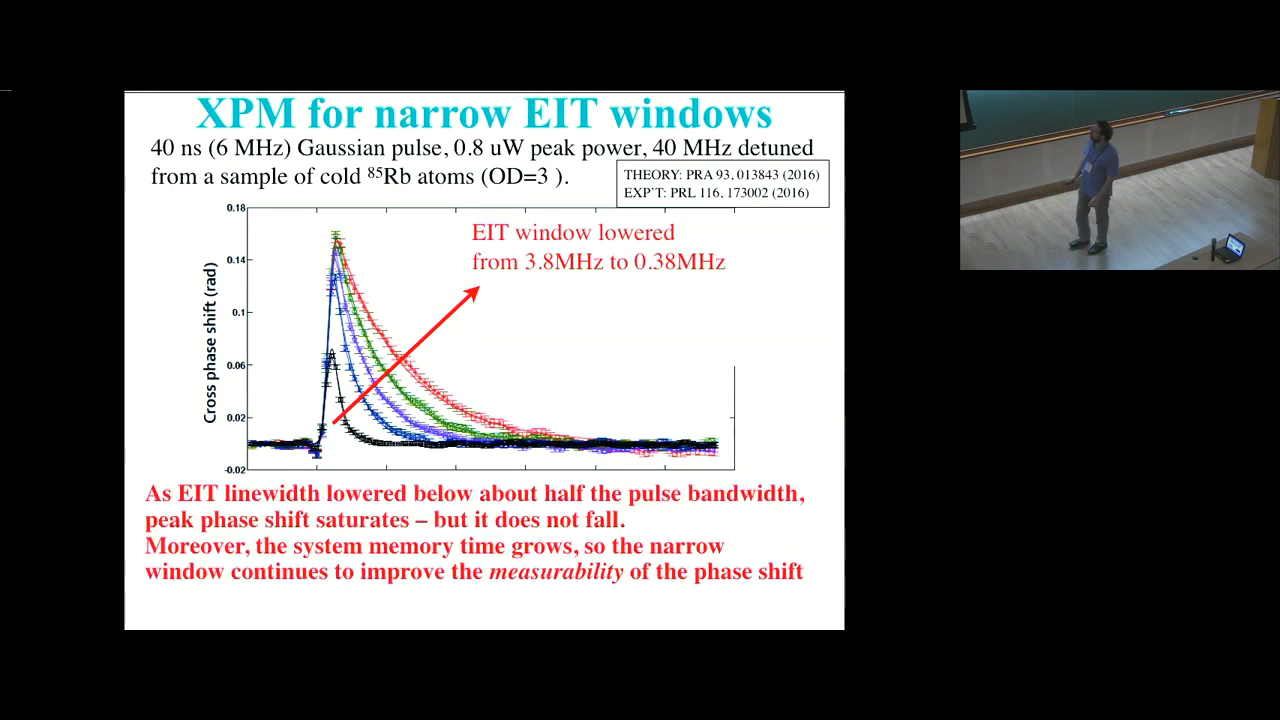 XPM for narrow EIT windows
40 ns (6 MHz) Gaussian pulse, 0.8 uW peak power, 40 MHz detuned
from a sample of cold ⁸⁵Rb atoms (OD=3 ).
THEORY: PRA 93, 013843 (2016)
EXP'T: PRL 116, 173002 (2016)
0.18
0.14
0.1
0.06
0.02
-0.02
Cross phase shift (rad)
EIT window lowered
from 3.8MHz to 0.38MHz
As EIT linewidth lowered below about half the pulse bandwidth,
peak phase shift saturates – but it does not fall.
Moreover, the system memory time grows, so the narrow
window continues to improve the measurability of the phase shift